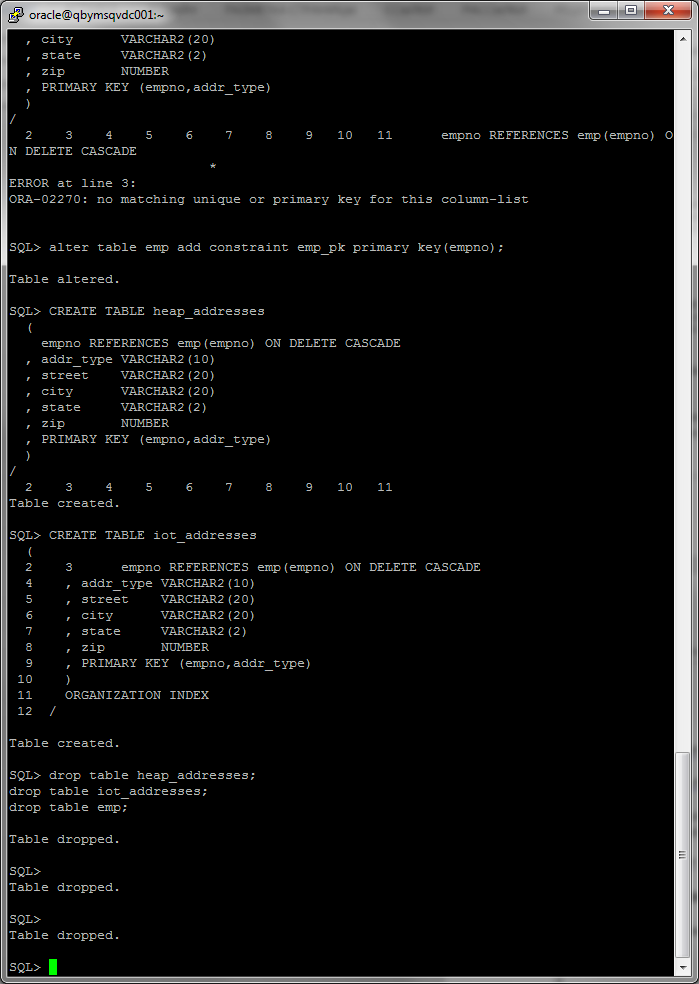 oracle@qbymsqvdc001:~
  , city      VARCHAR2(20)
  , state     VARCHAR2(2)
  , zip       NUMBER
  , PRIMARY KEY (empno,addr_type)
  )
/
  2    3    4    5    6    7    8    9   10   11      empno REFERENCES emp(empno) O
N DELETE CASCADE
                         *
ERROR at line 3:
ORA-02270: no matching unique or primary key for this column-list
SQL> alter table emp add constraint emp_pk primary key(empno);
Table altered.
SQL> CREATE TABLE heap_addresses
  (
    empno REFERENCES emp(empno) ON DELETE CASCADE
  , addr_type VARCHAR2(10)
  , street    VARCHAR2(20)
  , city      VARCHAR2(20)
  , state     VARCHAR2(2)
  , zip       NUMBER
  , PRIMARY KEY (empno,addr_type)
  )
/
  2    3    4    5    6    7    8    9   10   11
Table created.
SQL> CREATE TABLE iot_addresses
  (
  2    3      empno REFERENCES emp(empno) ON DELETE CASCADE
  4    , addr_type VARCHAR2(10)
  5    , street    VARCHAR2(20)
  6    , city      VARCHAR2(20)
  7    , state     VARCHAR2(2)
  8    , zip       NUMBER
  9    , PRIMARY KEY (empno,addr_type)
 10    )
 11    ORGANIZATION INDEX
 12  /
Table created.
SQL> drop table heap_addresses;
drop table iot_addresses;
drop table emp;
Table dropped.
SQL>
Table dropped.
SQL>
Table dropped.
SQL>